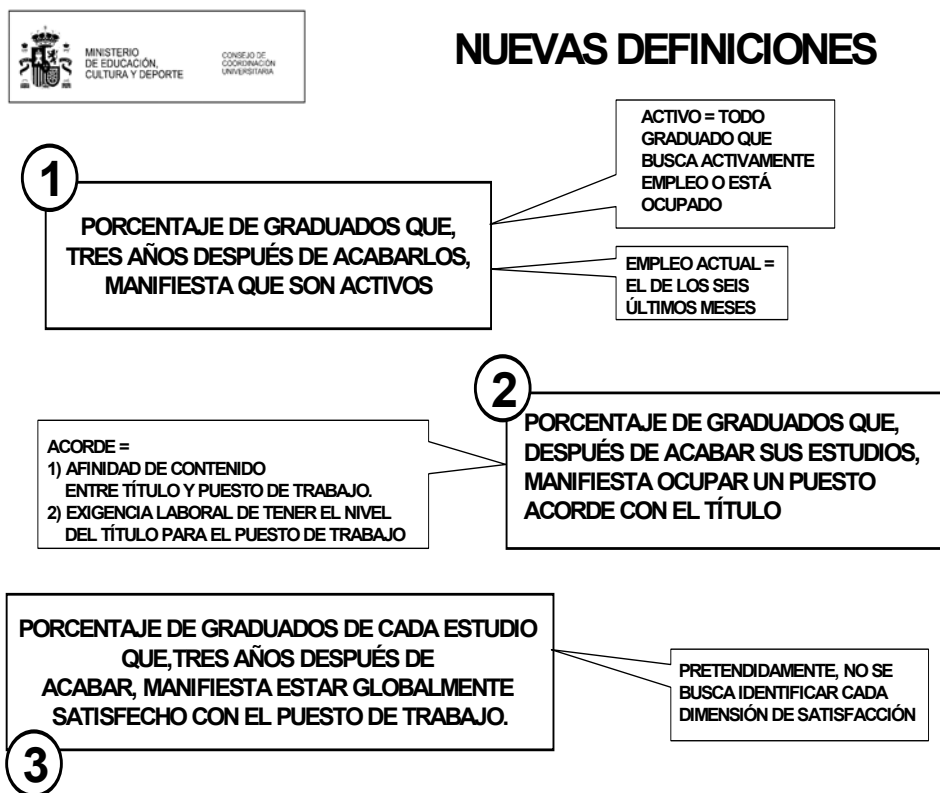 MINISTERIO
DE EDUCACIÓN,
CULTURA Y DEPORTE
CONSEJO DE
COORDINACIÓN
UNIVERSITARIA
NUEVAS DEFINICIONES
ACTIVO = TODO
GRADUADO QUE
BUSCA ACTIVAMENTE
EMPLEO O ESTÁ
OCUPADO
1
PORCENTAJE DE GRADUADOS QUE,
TRES AÑOS DESPUÉS DE ACABARLOS,
MANIFIESTA QUE SON ACTIVOS
EMPLEO ACTUAL =
EL DE LOS SEIS
ÚLTIMOS MESES
2
PORCENTAJE DE GRADUADOS QUE,
DESPUÉS DE ACABAR SUS ESTUDIOS,
MANIFIESTA OCUPAR UN PUESTO
ACORDE CON EL TÍTULO
ACORDE =
1) AFINIDAD DE CONTENIDO
ENTRE TÍTULO Y PUESTO DE TRABAJO.
2) EXIGENCIA LABORAL DE TENER EL NIVEL
DEL TÍTULO PARA EL PUESTO DE TRABAJO
PORCENTAJE DE GRADUADOS DE CADA ESTUDIO
QUE,TRES AÑOS DESPUÉS DE
ACABAR, MANIFIESTA ESTAR GLOBALMENTE
SATISFECHO CON EL PUESTO DE TRABAJO.
3
PRETENDIDAMENTE, NO SE
BUSCA IDENTIFICAR CADA
DIMENSIÓN DE SATISFACCIÓN